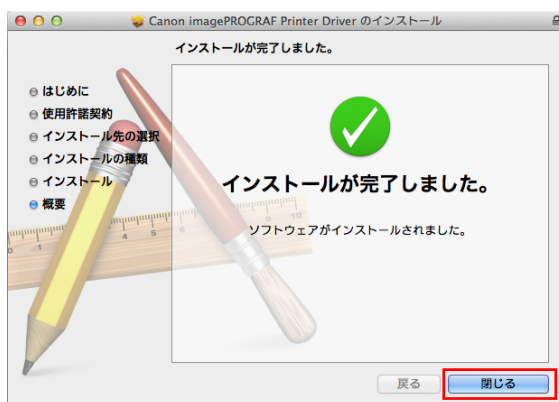 Canon imagePROGRAF Printer Driver のインストール
インストールが完了しました。
はじめに
使用許諾契約
インストール先の選択
インストールの種類
インストール
概要
インストールが完了しました。
ソフトウェアがインストールされました。
戻る
閉じる